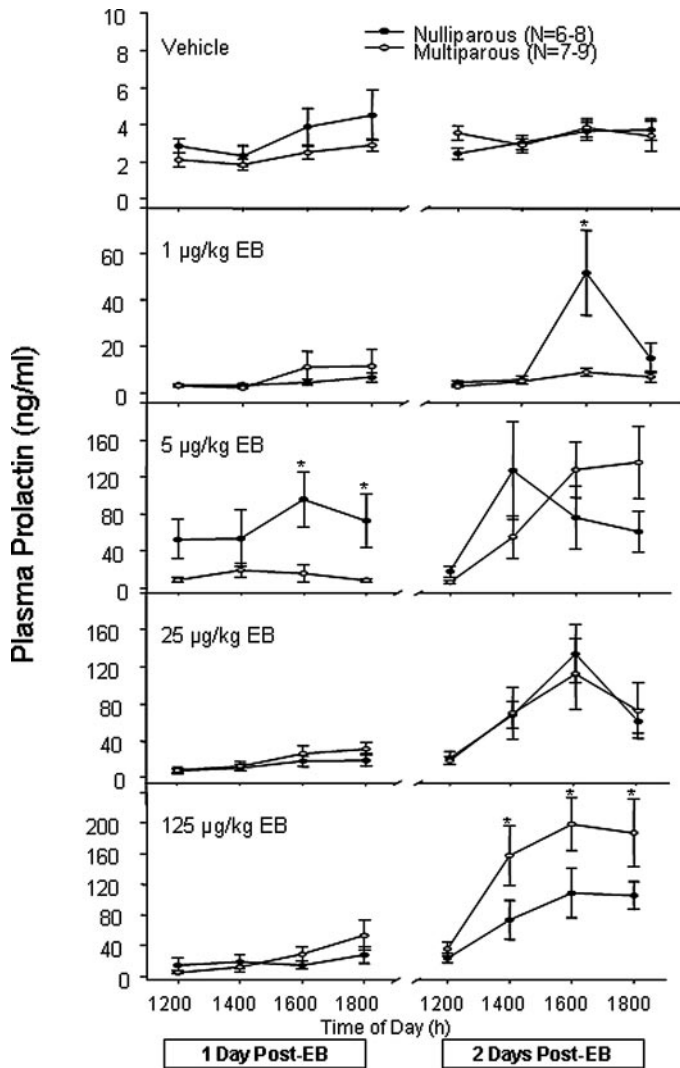 Plasma Prolactin (ng/ml)
Nulliparous (N=6-8)
Multiparous (N=7-9)
Vehicle
10
8
6
4
2
0
*
1 µg/kg EB
60
40
20
0
5 µg/kg EB
* *
160
120
80
40
0
25 µg/kg EB
160
120
80
40
0
125 µg/kg EB
* * *
200
160
120
80
40
0
1200 1400 1600 1800 1200 1400 1600 1800
Time of Day (h)
1 Day Post-EB 2 Days Post-EB